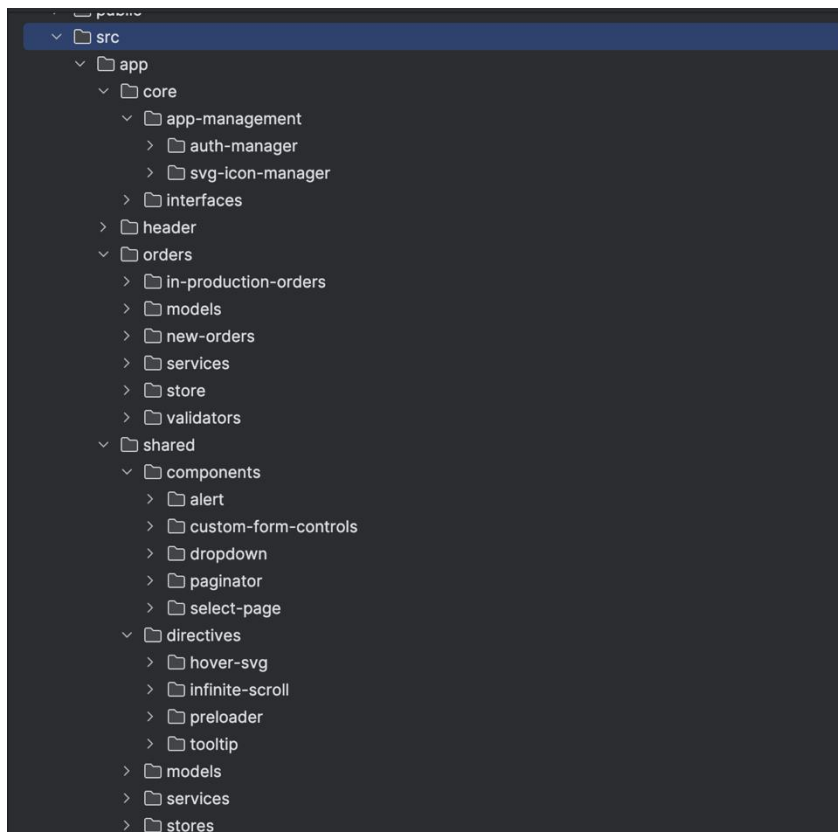 public
src
app
core
app-management
auth-manager
svg-icon-manager
interfaces
header
orders
in-production-orders
models
new-orders
services
store
validators
shared
components
alert
custom-form-controls
dropdown
paginator
select-page
directives
hover-svg
infinite-scroll
preloader
tooltip
models
services
stores